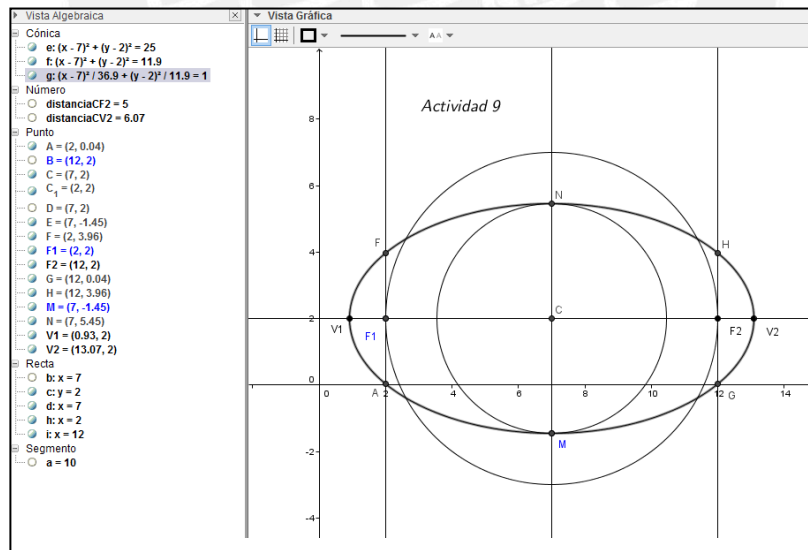 Vista Algebraica
Cónica
e: (x - 7)² + (y - 2)² = 25
f: (x - 7)² + (y - 2)² = 11.9
g: (x - 7)² / 36.9 + (y - 2)² / 11.9 = 1
Número
distanciaCF2 = 5
distanciaCV2 = 6.07
Punto
A = (2, 0.04)
B = (12, 2)
C = (7, 2)
C₁ = (2, 2)
D = (7, 2)
E = (7, -1.45)
F = (2, 3.96)
F1 = (2, 2)
F2 = (12, 2)
G = (12, 0.04)
H = (12, 3.96)
M = (7, -1.45)
N = (7, 5.45)
V1 = (0.93, 2)
V2 = (13.07, 2)
Recta
b: x = 7
c: y = 2
d: x = 7
h: x = 2
i: x = 12
Segmento
a = 10
Vista Gráfica
AA
Actividad 9
8
6
N
F
4
H
C
2
V1
F1
F2
V2
0
A
G
0
2
4
6
8
10
12
14
M
-2
-4